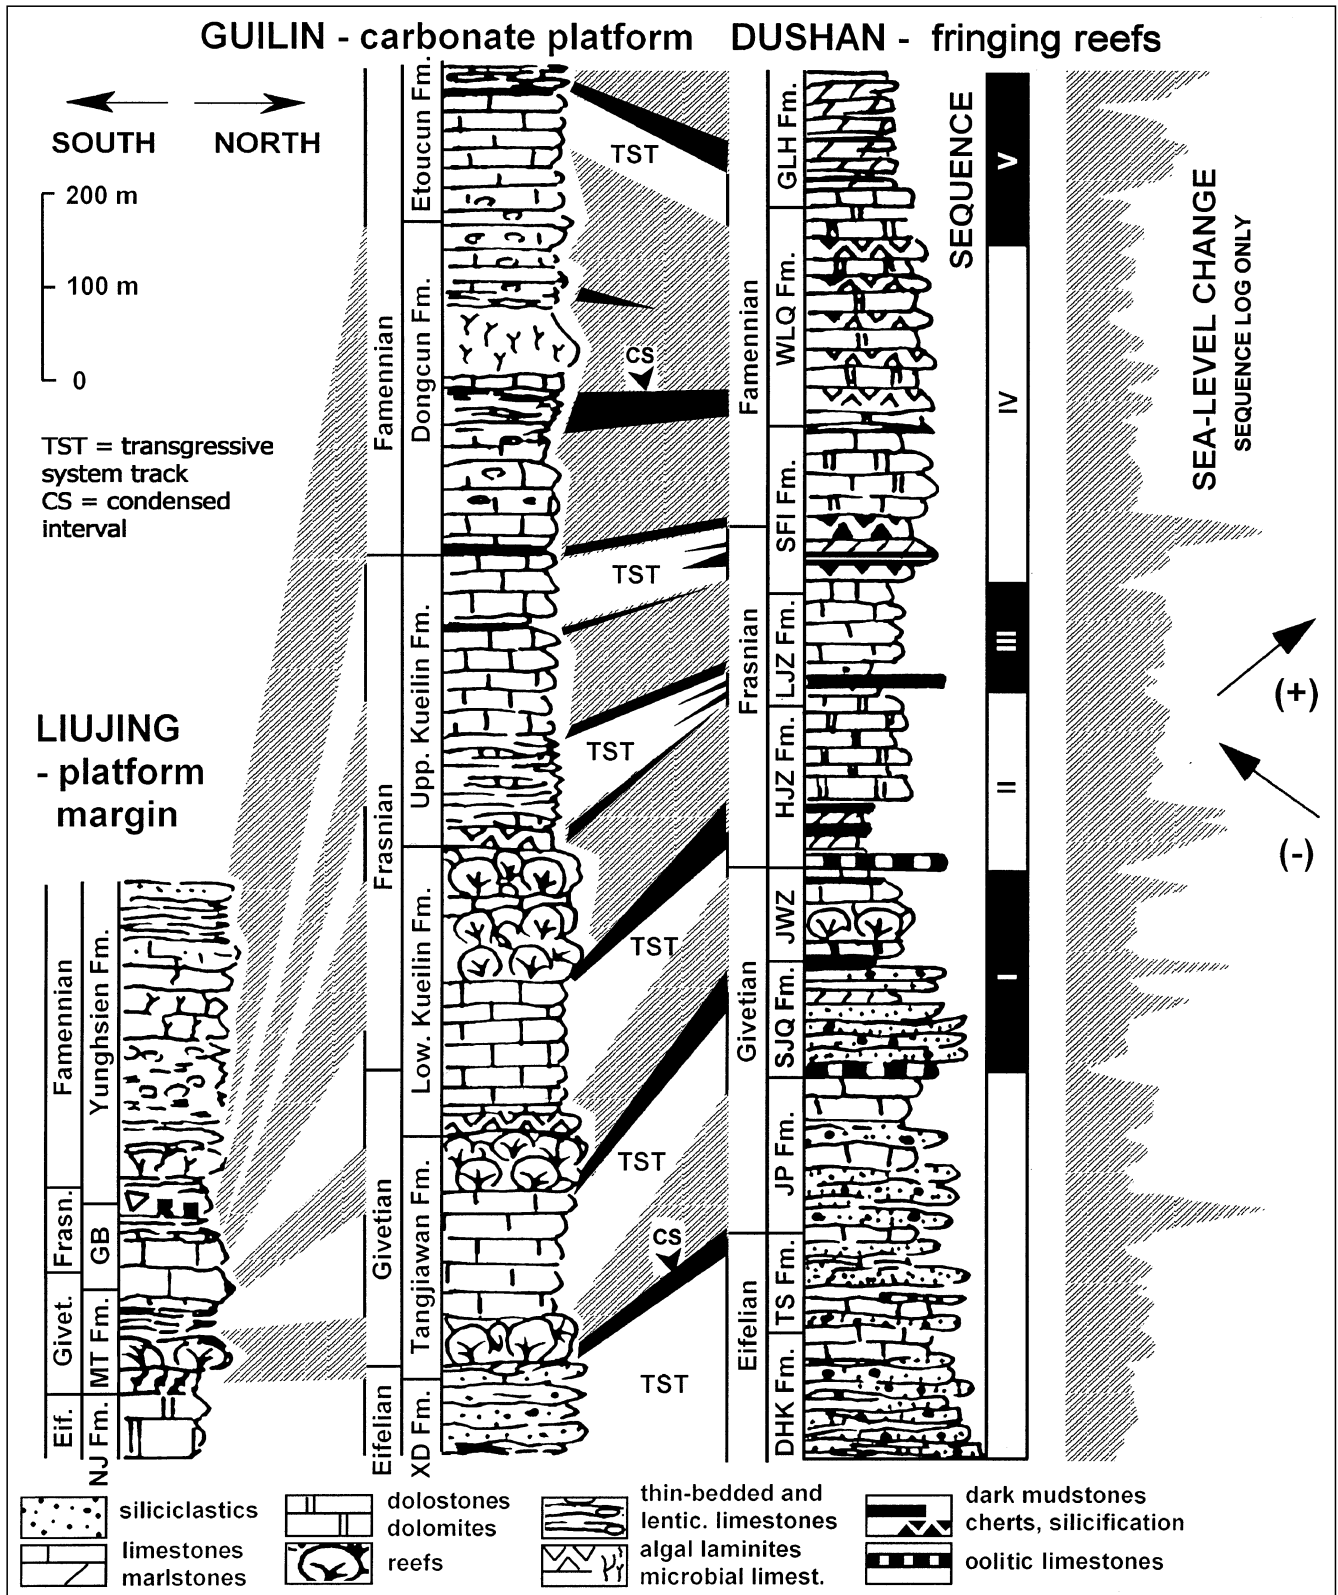 GUILIN - carbonate platform
DUSHAN - fringing reefs
SOUTH
NORTH
200 m
100 m
0
TST = transgressive
system track
CS = condensed
interval
LIUJING
- platform
margin
Famennian
Frasn.
Givet.
Eif.
Yunghsien Fm.
GB
MT Fm.
NJ Fm.
Famennian
Frasnian
Givetian
Eifelian
Etoucun Fm.
Dongcun Fm.
Upp. Kueilin Fm.
Low. Kueilin Fm.
Tangjiawan Fm.
XD Fm.
TST
CS
TST
TST
TST
TST
CS
TST
Famennian
Frasnian
Givetian
Eifelian
GLH Fm.
WLQ Fm.
SFI Fm.
LJZ Fm.
HJZ Fm.
JWZ
SJQ Fm.
JP Fm.
TS Fm.
DHK Fm.
SEQUENCE
V
IV
III
II
I
SEA-LEVEL CHANGE
SEQUENCE LOG ONLY
(+)
(-)
siliciclastics
limestones
marlstones
dolostones
dolomites
reefs
thin-bedded and
lentic. limestones
algal laminites
microbial limest.
dark mudstones
cherts, silicification
oolitic limestones